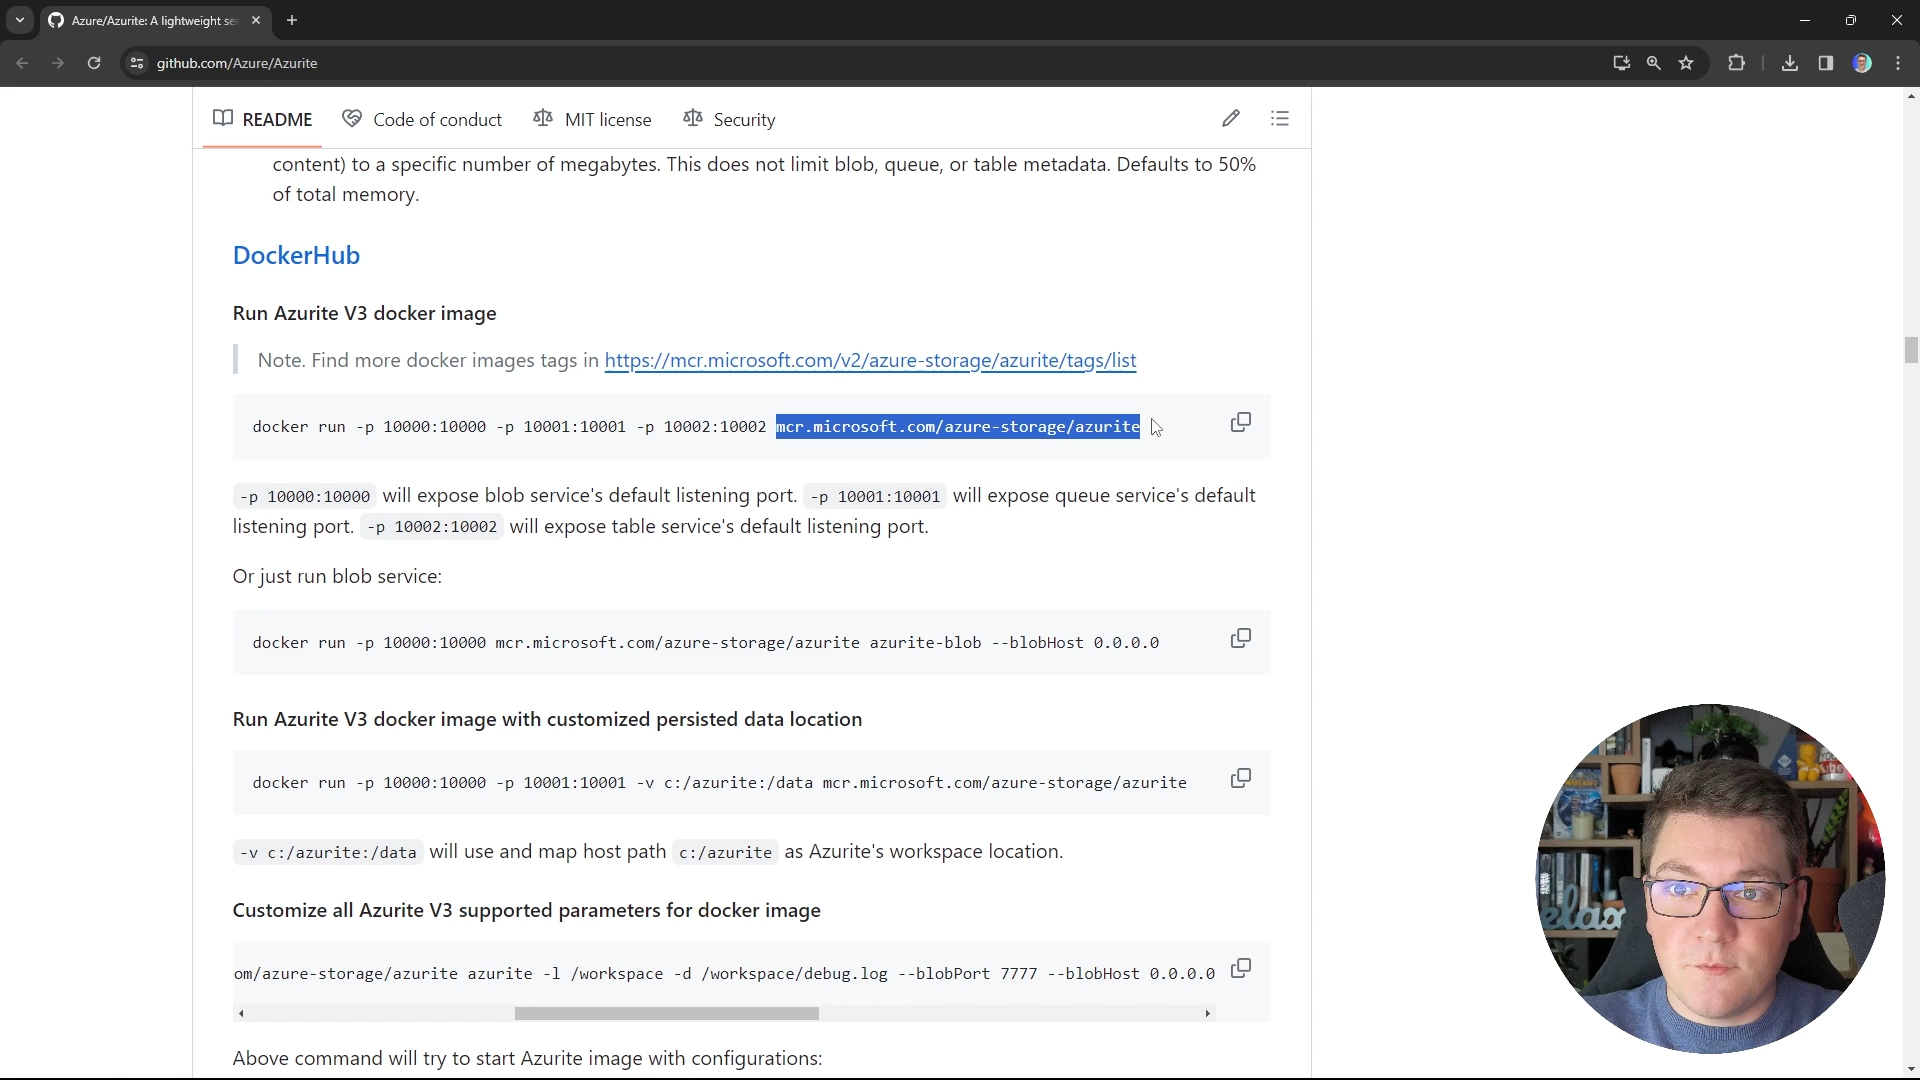 Azure/Azurite: A lightweight se
github.com/Azure/Azurite
README
Code of conduct
MIT license
Security
content) to a specific number of megabytes. This does not limit blob, queue, or table metadata. Defaults to 50%
of total memory.
DockerHub
Run Azurite V3 docker image
Note. Find more docker images tags in https://mcr.microsoft.com/v2/azure-storage/azurite/tags/list
docker run -p 10000:10000 -p 10001:10001 -p 10002:10002 mcr.microsoft.com/azure-storage/azurite
-p 10000:10000 will expose blob service's default listening port. -p 10001:10001 will expose queue service's default
listening port. -p 10002:10002 will expose table service's default listening port.
Or just run blob service:
docker run -p 10000:10000 mcr.microsoft.com/azure-storage/azurite azurite-blob --blobHost 0.0.0.0
Run Azurite V3 docker image with customized persisted data location
docker run -p 10000:10000 -p 10001:10001 -v c:/azurite:/data mcr.microsoft.com/azure-storage/azurite
-v c:/azurite:/data will use and map host path c:/azurite as Azurite's workspace location.
Customize all Azurite V3 supported parameters for docker image
om/azure-storage/azurite azurite -l /workspace -d /workspace/debug.log --blobPort 7777 --blobHost 0.0.0.0
Above command will try to start Azurite image with configurations:
elax